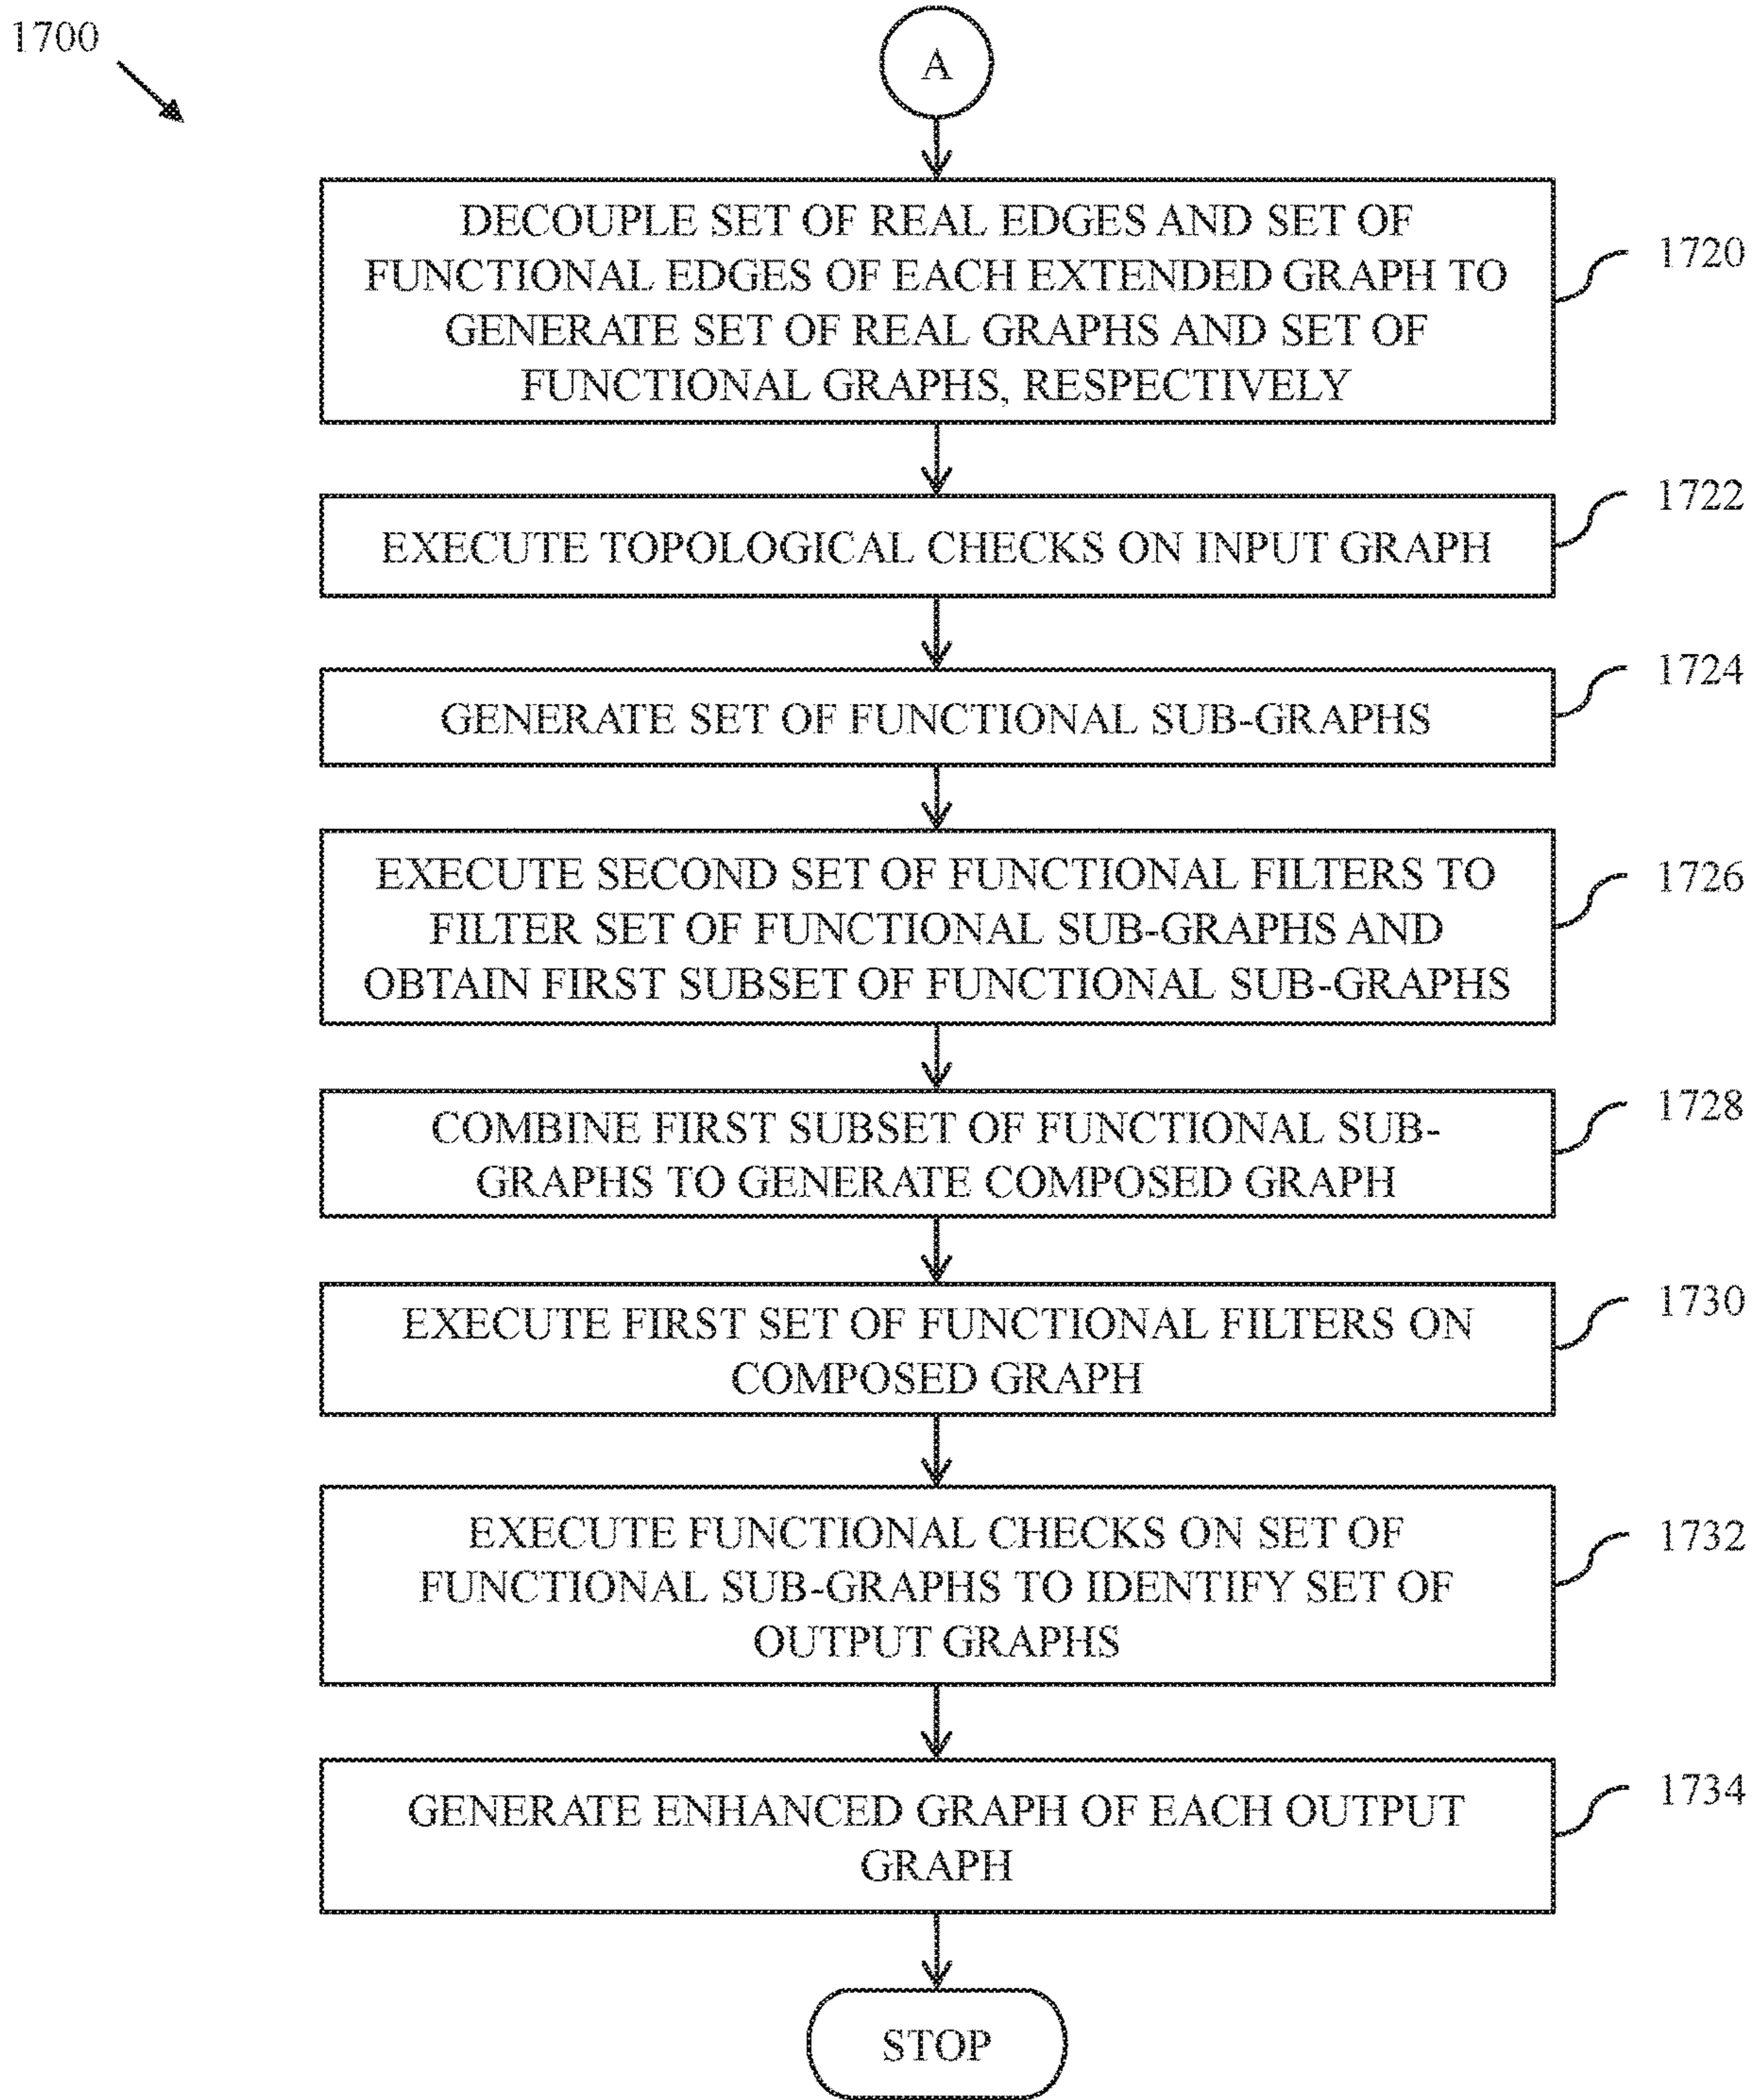 1700
A
DECOUPLE SET OF REAL EDGES AND SET OF
FUNCTIONAL EDGES OF EACH EXTENDED GRAPH TO
GENERATE SET OF REAL GRAPHS AND SET OF
FUNCTIONAL GRAPHS, RESPECTIVELY
1720
EXECUTE TOPOLOGICAL CHECKS ON INPUT GRAPH
1722
GENERATE SET OF FUNCTIONAL SUB-GRAPHS
1724
EXECUTE SECOND SET OF FUNCTIONAL FILTERS TO
FILTER SET OF FUNCTIONAL SUB-GRAPHS AND
OBTAIN FIRST SUBSET OF FUNCTIONAL SUB-GRAPHS
1726
COMBINE FIRST SUBSET OF FUNCTIONAL SUB-
GRAPHS TO GENERATE COMPOSED GRAPH
1728
EXECUTE FIRST SET OF FUNCTIONAL FILTERS ON
COMPOSED GRAPH
1730
EXECUTE FUNCTIONAL CHECKS ON SET OF
FUNCTIONAL SUB-GRAPHS TO IDENTIFY SET OF
OUTPUT GRAPHS
1732
GENERATE ENHANCED GRAPH OF EACH OUTPUT
GRAPH
1734
STOP